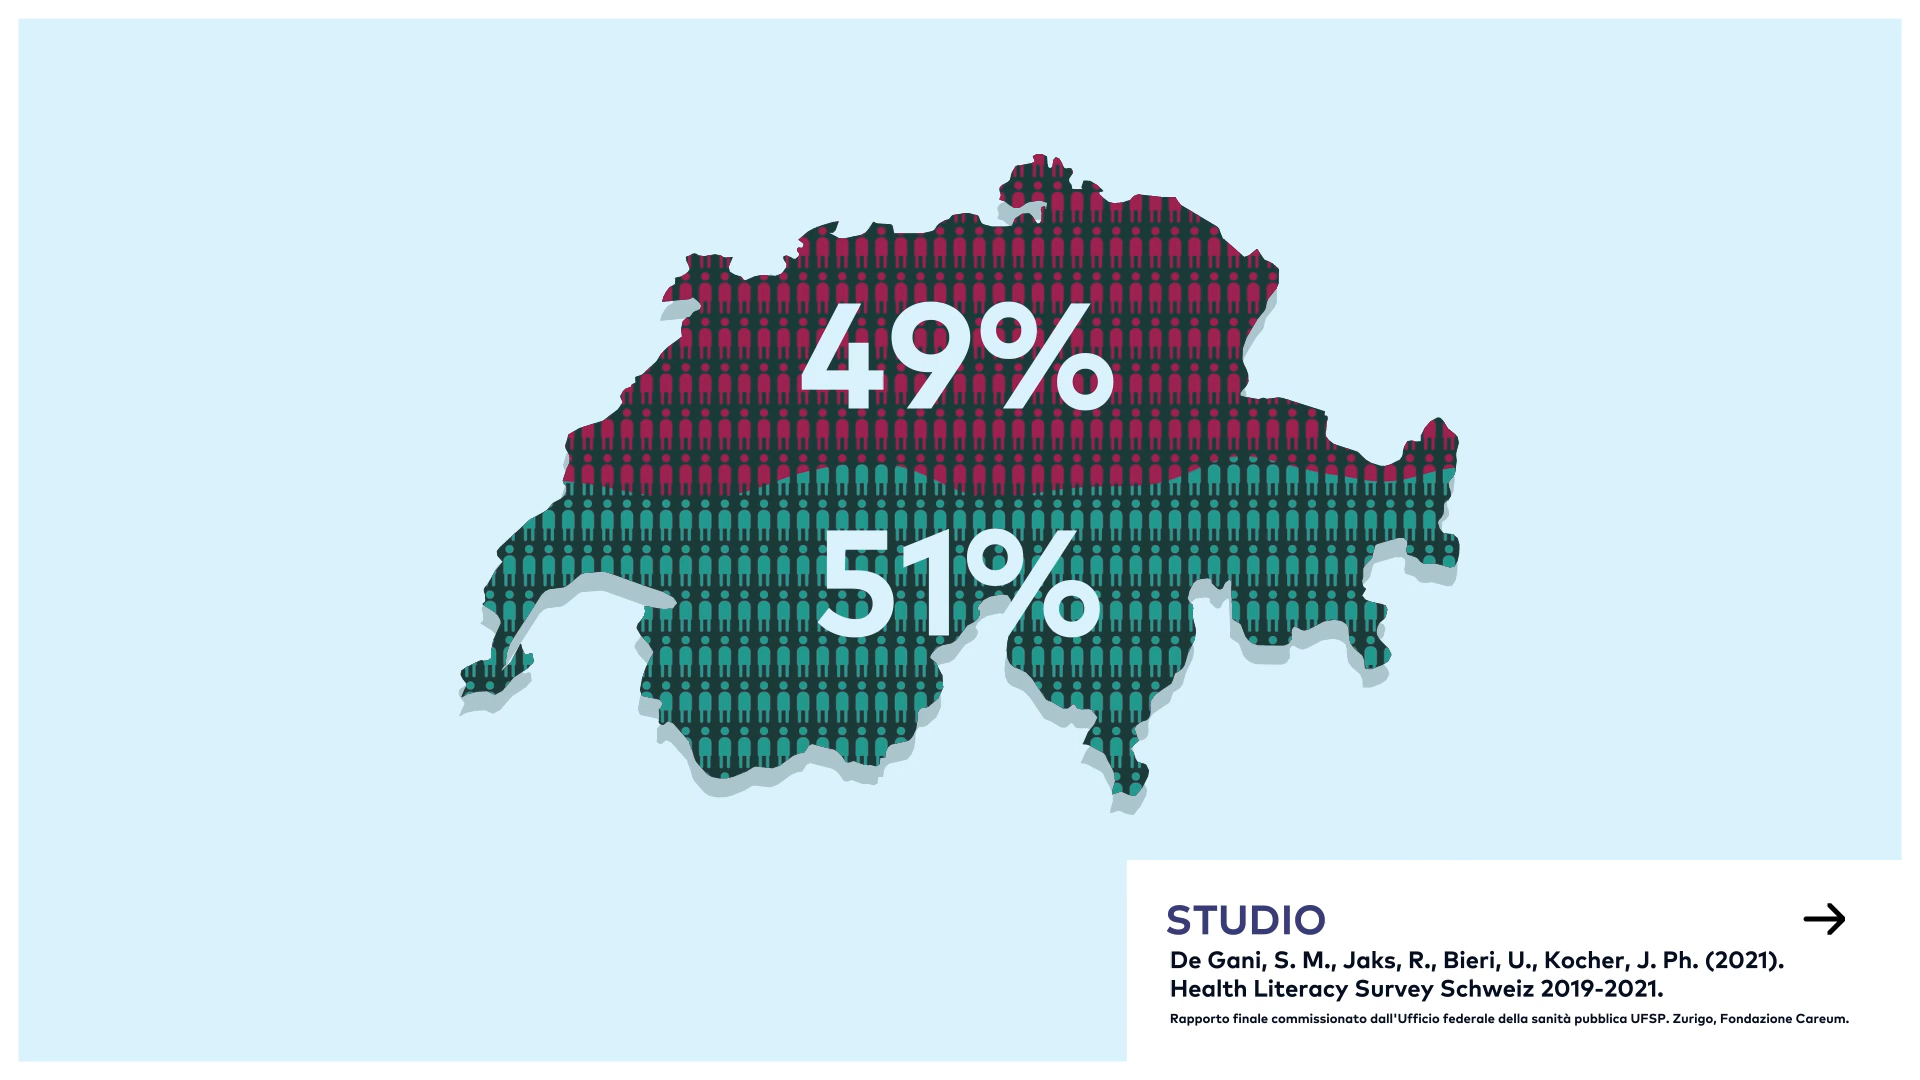 49%
51%
STUDIO
De Gani, S. M., Jaks, R., Bieri, U., Kocher, J. Ph. (2021).
Health Literacy Survey Schweiz 2019-2021.
Rapporto finale commissionato dall'Ufficio federale della sanità pubblica UFSP. Zurigo, Fondazione Careum.